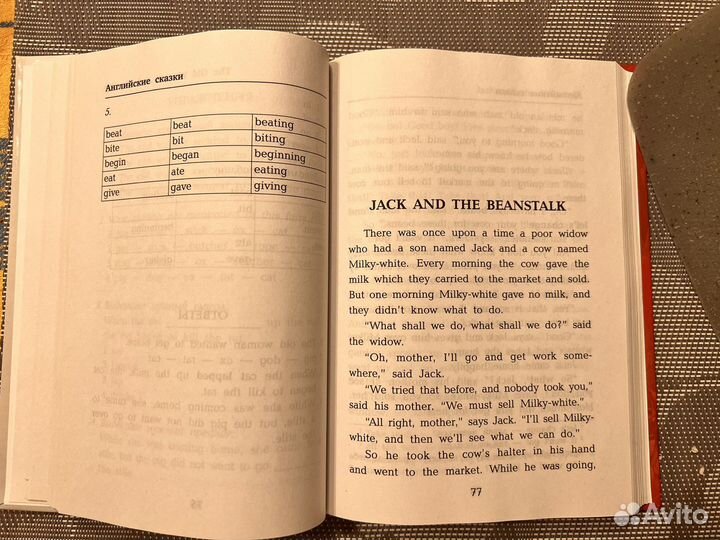 Английские сказки
5.
beat beat beating
bite bit biting
begin began beginning
eat ate eating
give gave giving
JACK AND THE BEANSTALK
There was once upon a time a poor widow
who had a son named Jack and a cow named
Milky-white. Every morning the cow gave the
milk which they carried to the market and sold.
But one morning Milky-white gave no milk, and
they didn't know what to do.
“What shall we do, what shall we do?” said
the widow.
“Oh, mother, I'll go and get work some-
where,” said Jack.
“We tried that before, and nobody took you,”
said his mother. “We must sell Milky-white.”
“All right, mother,” says Jack. “I'll sell Milky-
white, and then we'll see what we can do.”
So he took the cow's halter in his hand
and went to the market. While he was going,
77
Avito